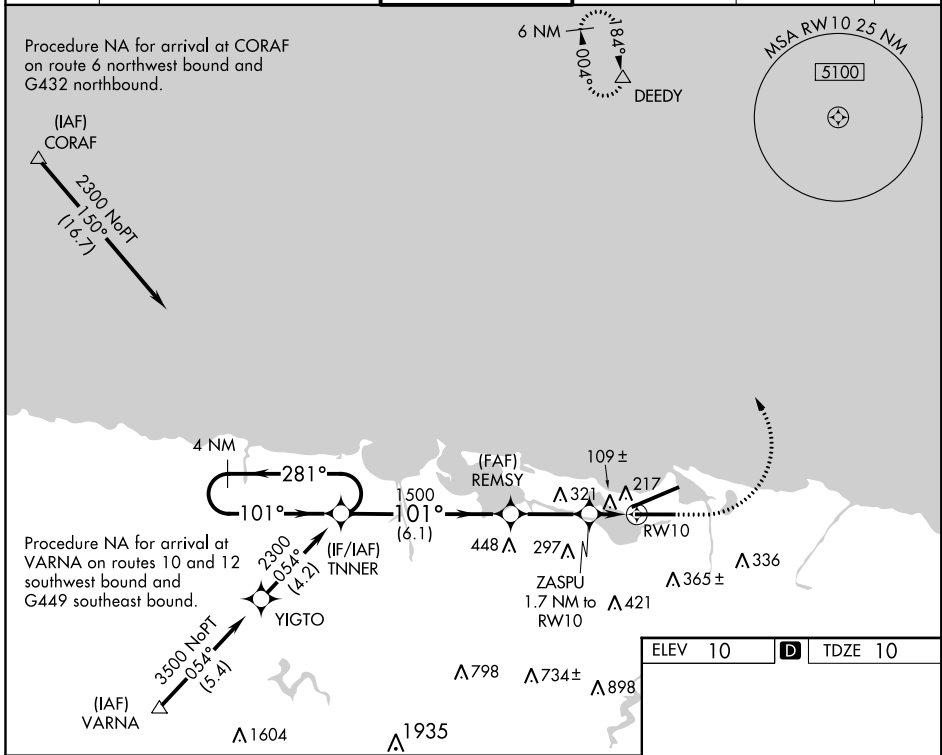 Procedure NA for arrival at CORAF
on route 6 northwest bound and
G432 northbound.
6 NM
184°
004°
DEEDY
MSA RW10 25 NM
5100
(IAF)
CORAF
2300 NoPT
150°
(16.7)
4 NM
281°
101°
(IF/IAF)
TNNER
1500
101°
(6.1)
(FAF)
REMSY
448
321
109 ±
217
RW10
297
ZASPU
1.7 NM to
RW10
421
365 ±
336
Procedure NA for arrival at
VARNA on routes 10 and 12
southwest bound and
G449 southeast bound.
2300
054°
(4.2)
YIGTO
3500 NoPT
054°
(5.4)
(IAF)
VARNA
798
734 ±
898
1604
1935
ELEV 10
D
TDZE 10